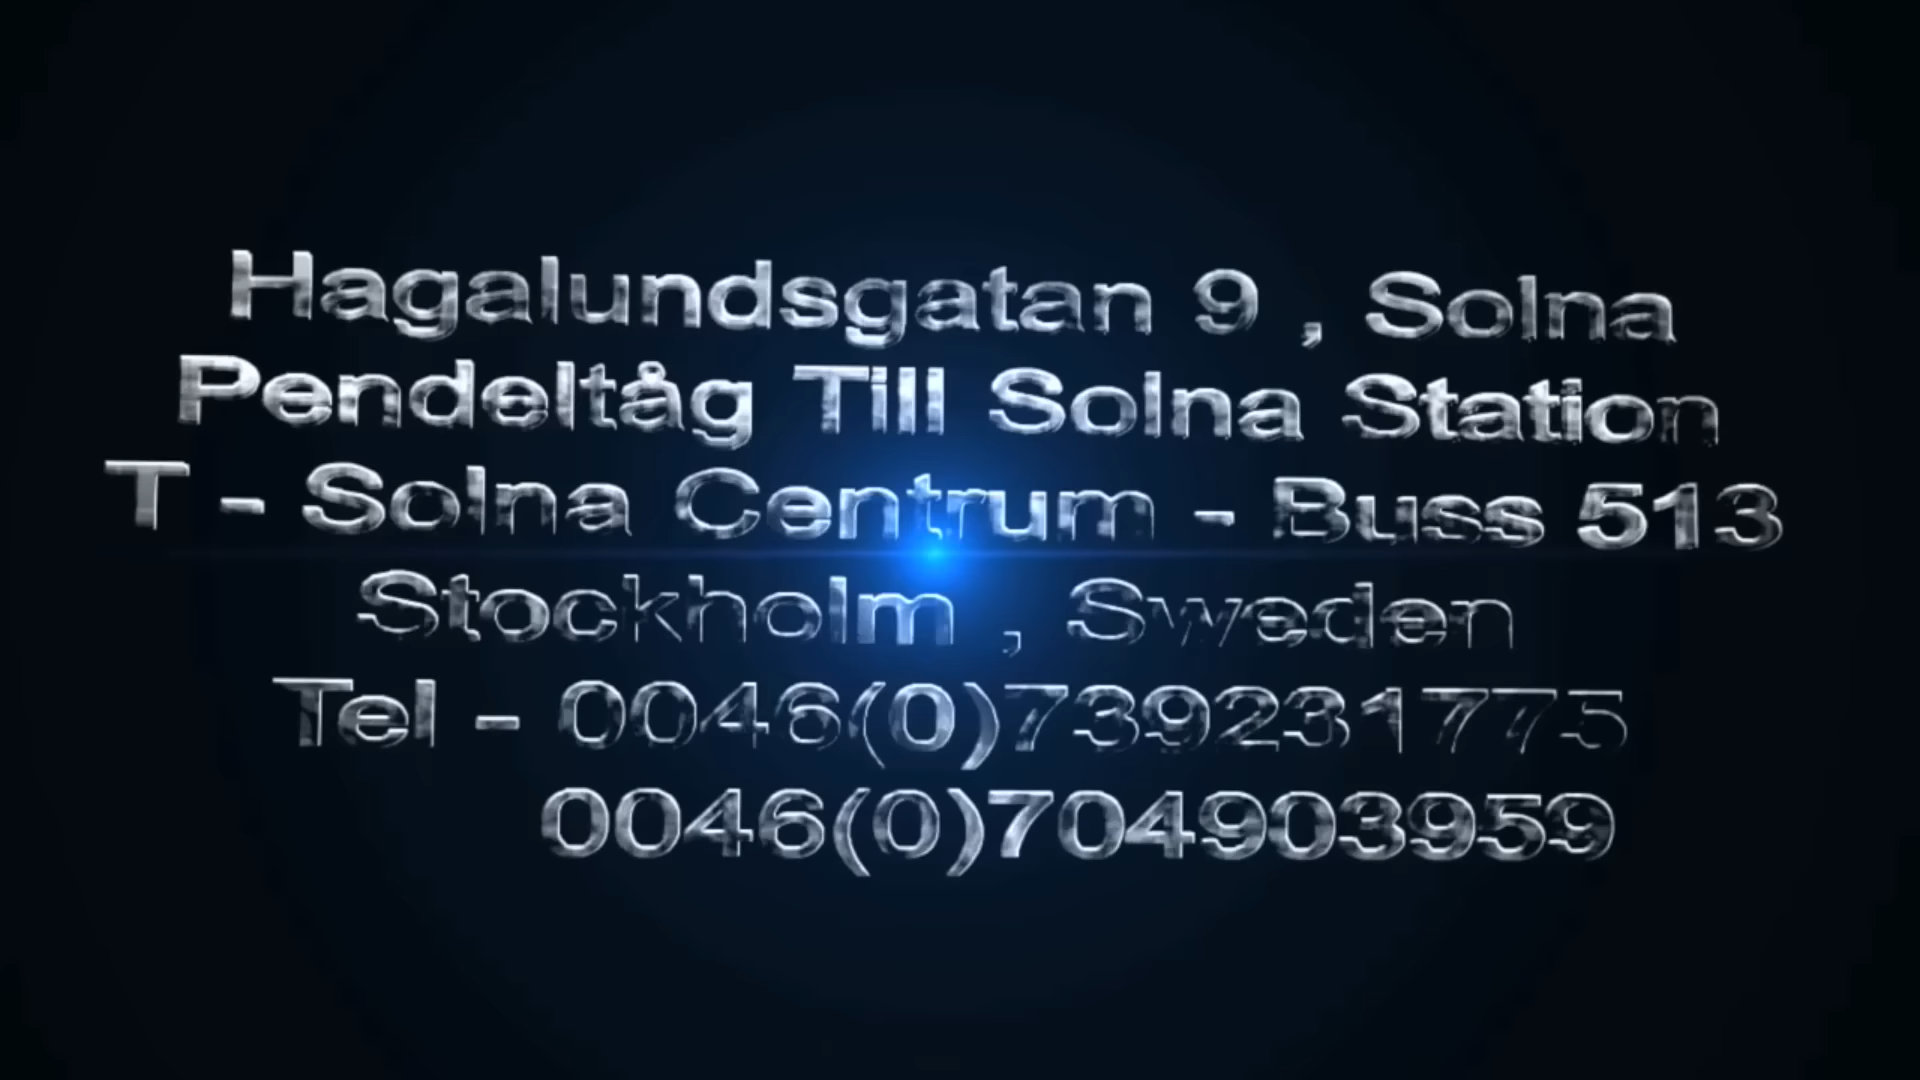 Hagalundsgatan 9 , Solna
Pendeltåg Till Solna Station
T - Solna Centrum - Buss 513
Stockholm , Sweden
Tel - 0046(0)739231775
0046(0)704903959